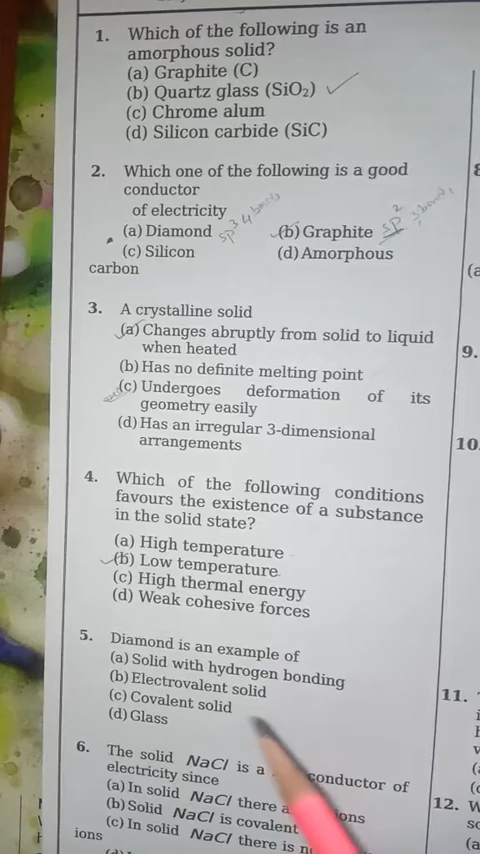 1. Which of the following is an
amorphous solid?
(a) Graphite (C)
(b) Quartz glass (SiO₂)
(c) Chrome alum
(d) Silicon carbide (SiC)
2. Which one of the following is a good
conductor
of electricity
(a) Diamond sp³ 4 bonds (b) Graphite sp² 3 bonds
(c) Silicon (d) Amorphous
carbon
3. A crystalline solid
(a) Changes abruptly from solid to liquid
when heated
(b) Has no definite melting point
(c) Undergoes deformation of its
geometry easily
(d) Has an irregular 3-dimensional
arrangements
4. Which of the following conditions
favours the existence of a substance
in the solid state?
(a) High temperature
(b) Low temperature
(c) High thermal energy
(d) Weak cohesive forces
5. Diamond is an example of
(a) Solid with hydrogen bonding
(b) Electrovalent solid
(c) Covalent solid
(d) Glass
6. The solid NaCl is a conductor of
electricity since
(a) In solid NaCl there ions
(b) Solid NaCl is covalent
(c) In solid NaCl there is
ions
(a
9.
10.
11.
12. W
(a